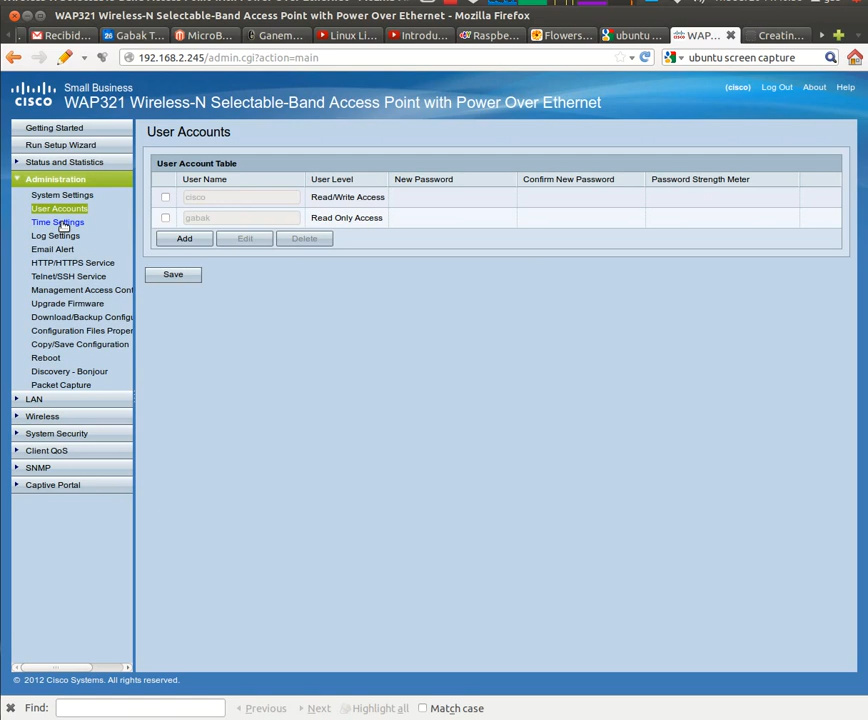 WAP321 Wireless-N Selectable-Band Access Point with Power Over Ethernet - Mozilla Firefox
Recibid... Gabak T... MicroB... Ganem... Linux Li... Introdu... Raspbe... Flowers... ubuntu ... WAP... Creating...
192.168.2.245/admin.cgi?action=main ubuntu screen capture
Small Business
CISCO WAP321 Wireless-N Selectable-Band Access Point with Power Over Ethernet
(cisco) Log Out About Help
Getting Started
Run Setup Wizard
Status and Statistics
Administration
System Settings
User Accounts
Time Settings
Log Settings
Email Alert
HTTP/HTTPS Service
Telnet/SSH Service
Management Access Cont
Upgrade Firmware
Download/Backup Configu
Configuration Files Proper
Copy/Save Configuration
Reboot
Discovery - Bonjour
Packet Capture
LAN
Wireless
System Security
Client QoS
SNMP
Captive Portal
User Accounts
User Account Table
User Name User Level New Password Confirm New Password Password Strength Meter
cisco Read/Write Access
gabak Read Only Access
Add Edit Delete
Save
© 2012 Cisco Systems. All rights reserved.
Find: Previous Next Highlight all Match case